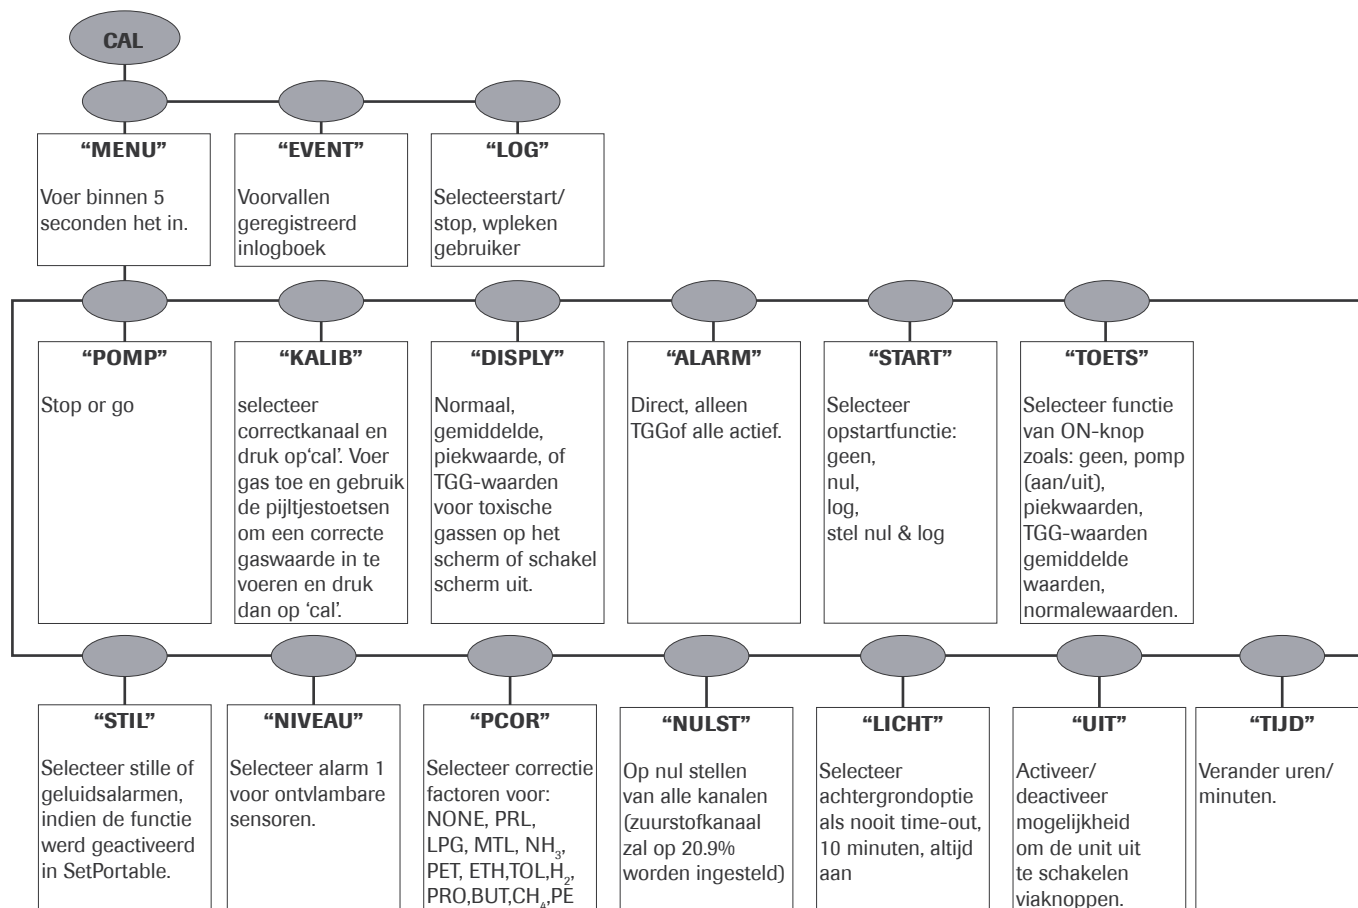 CAL
“MENU”
Voer binnen 5
seconden het in.
“EVENT”
Voorvallen
geregistreerd
inlogboek
“LOG”
Selecteerstart/
stop, wpleken
gebruiker
“POMP”
Stop or go
“KALIB”
selecteer
correctkanaal en
druk op‘cal’. Voer
gas toe en gebruik
de pijltjestoetsen
om een correcte
gaswaarde in te
voeren en druk
dan op ‘cal’.
“DISPLY”
Normaal,
gemiddelde,
piekwaarde, of
TGG-waarden
voor toxische
gassen op het
scherm of schakel
scherm uit.
“ALARM”
Direct, alleen
TGGof alle actief.
“START”
Selecteer
opstartfunctie:
geen,
nul,
log,
stel nul & log
“TOETS”
Selecteer functie
van ON-knop
zoals: geen, pomp
(aan/uit),
piekwaarden,
TGG-waarden
gemiddelde
waarden,
normalewaarden.
“STIL”
Selecteer stille of
geluidsalarmen,
indien de functie
werd geactiveerd
in SetPortable.
“NIVEAU”
Selecteer alarm 1
voor ontvlambare
sensoren.
“PCOR”
Selecteer correctie
factoren voor:
NONE, PRL,
LPG, MTL, NH₃,
PET, ETH,TOL,H₂,
PRO,BUT,CH₄,PE
“NULST”
Op nul stellen
van alle kanalen
(zuurstofkanaal
zal op 20.9%
worden ingesteld)
“LICHT”
Selecteer
achtergrondoptie
als nooit time-out,
10 minuten, altijd
aan
“UIT”
Activeer/
deactiveer
mogelijkheid
om de unit uit
te schakelen
viaknoppen.
“TIJD”
Verander uren/
minuten.